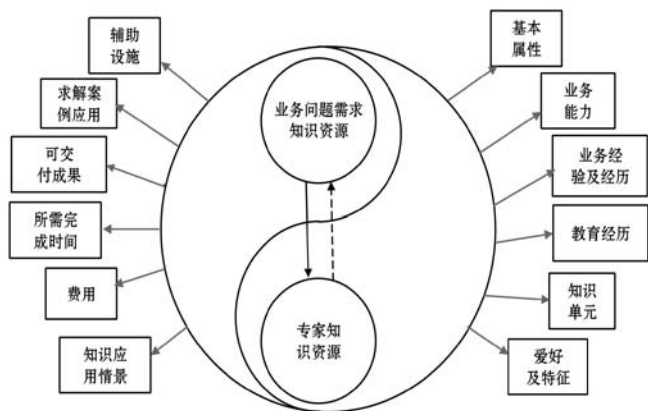 辅助
设施
求解案
例应用
可交
付成果
所需完
成时间
费用
知识应
用情景
业务问题需求
知识资源
专家知
识资源
基本
属性
业务
能力
业务经
验及经历
教育经历
知识
单元
爱好
及特征